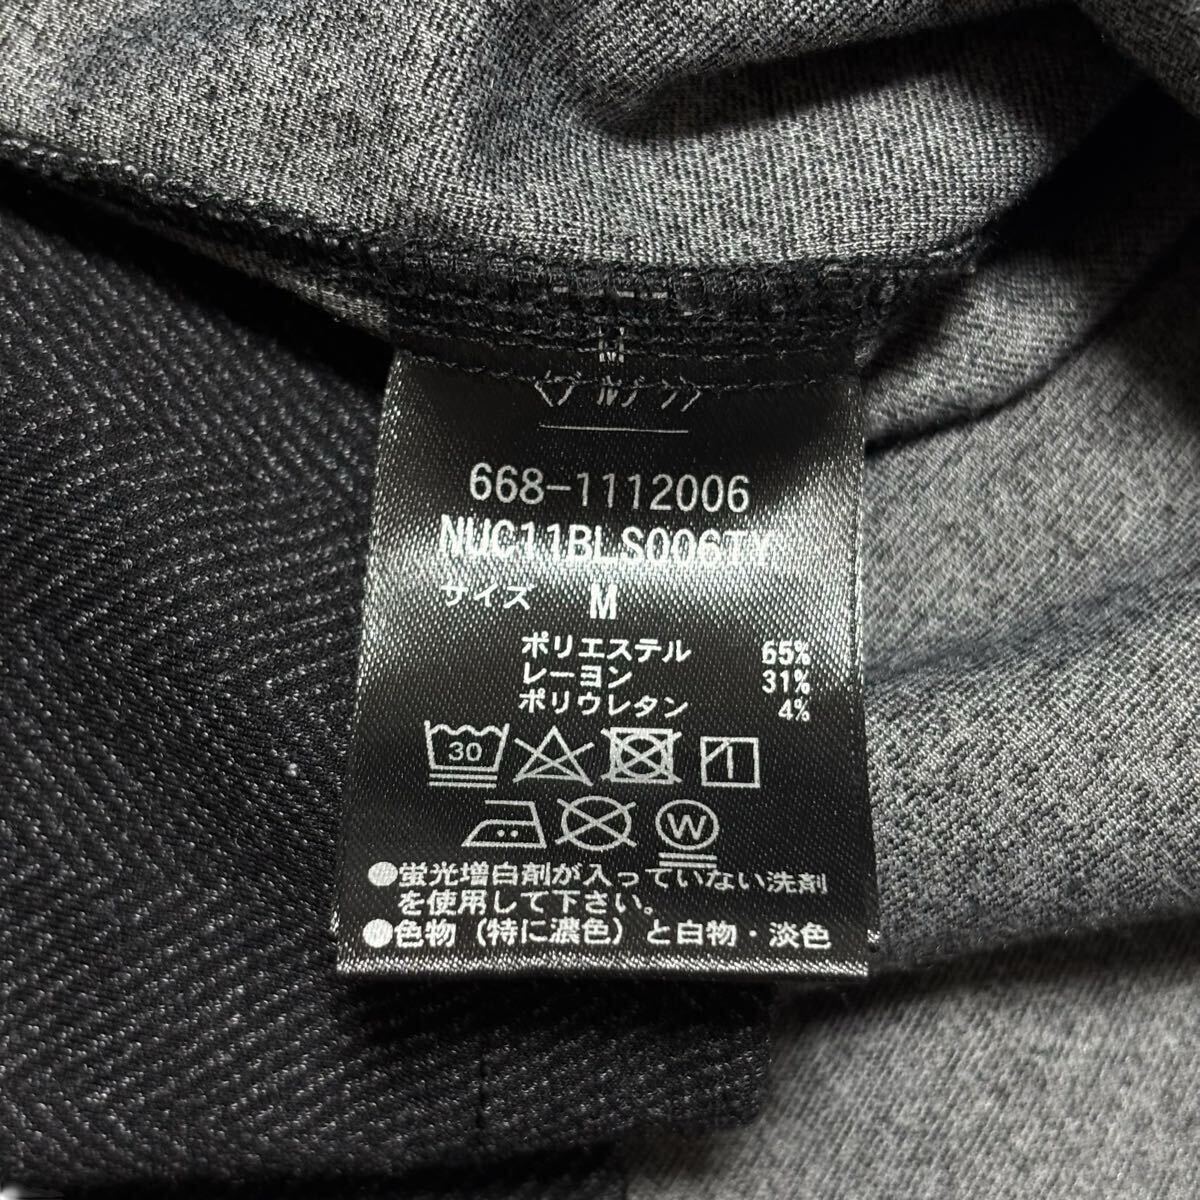 M
668-1112006
NUC11BLS006TY
サイズ M
ポリエステル 65%
レーヨン 31%
ポリウレタン 4%
30
W
●蛍光増白剤が入っていない洗剤
を使用して下さい。
●色物（特に濃色）と白物・淡色